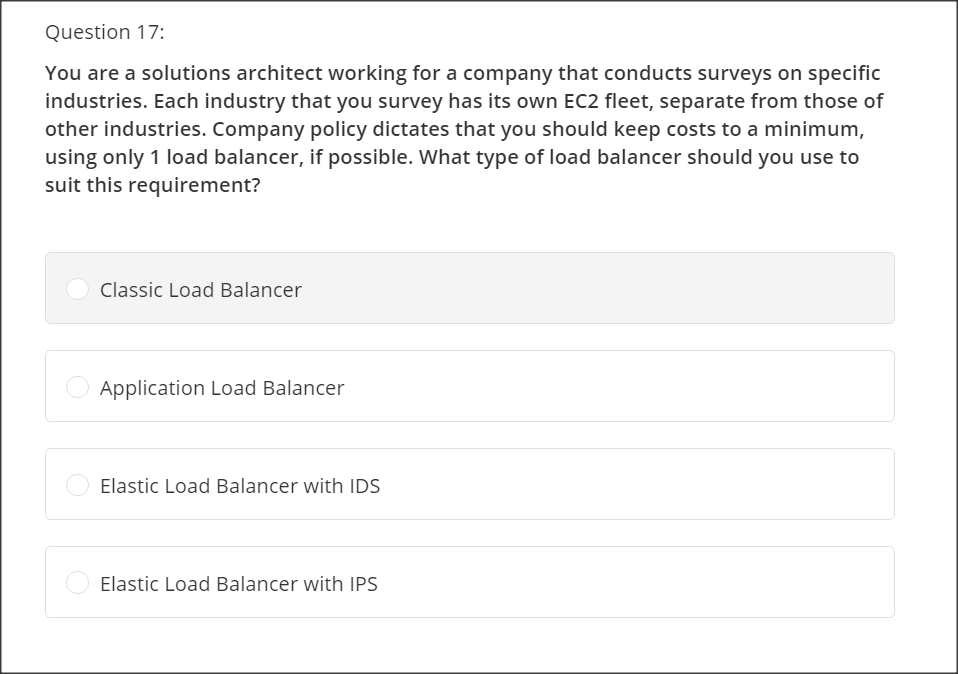 Question 17:
You are a solutions architect working for a company that conducts surveys on specific
industries. Each industry that you survey has its own EC2 fleet, separate from those of
other industries. Company policy dictates that you should keep costs to a minimum,
using only 1 load balancer, if possible. What type of load balancer should you use to
suit this requirement?
Classic Load Balancer
Application Load Balancer
Elastic Load Balancer with IDS
Elastic Load Balancer with IPS